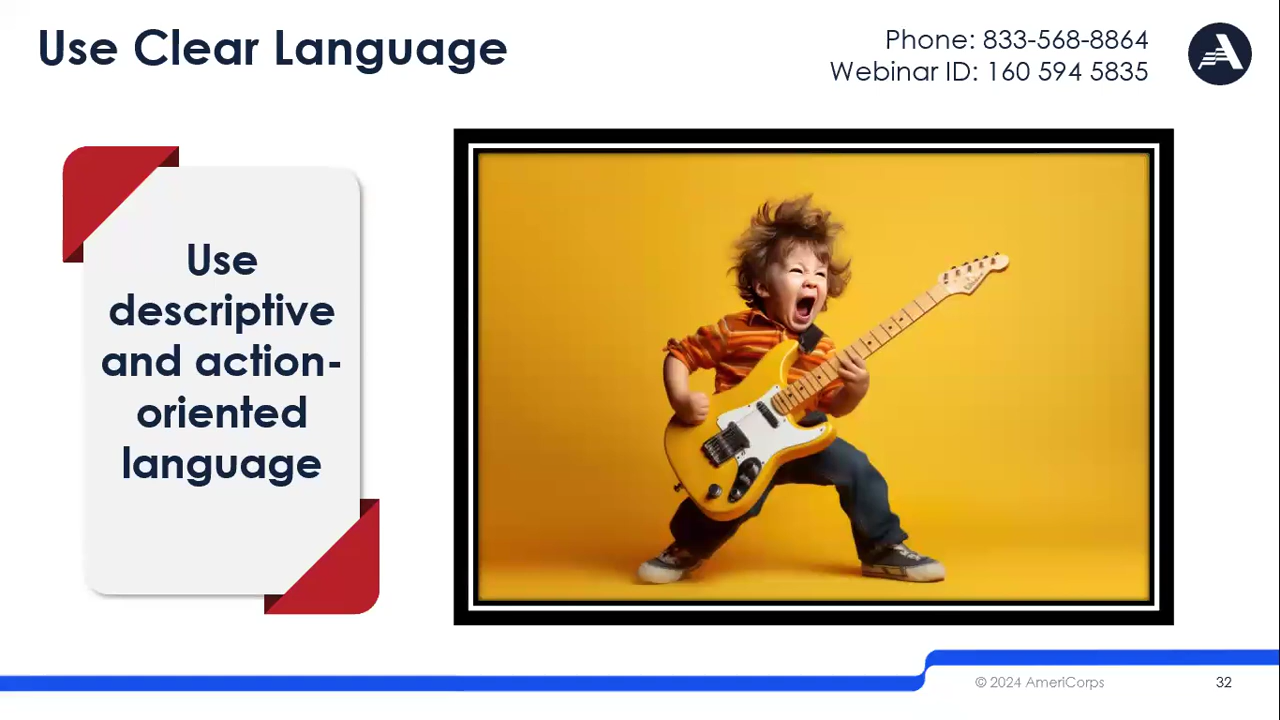 Use Clear Language
Phone: 833-568-8864
Webinar ID: 160 594 5835
Use
descriptive
and action-
oriented
language
© 2024 AmeriCorps
32